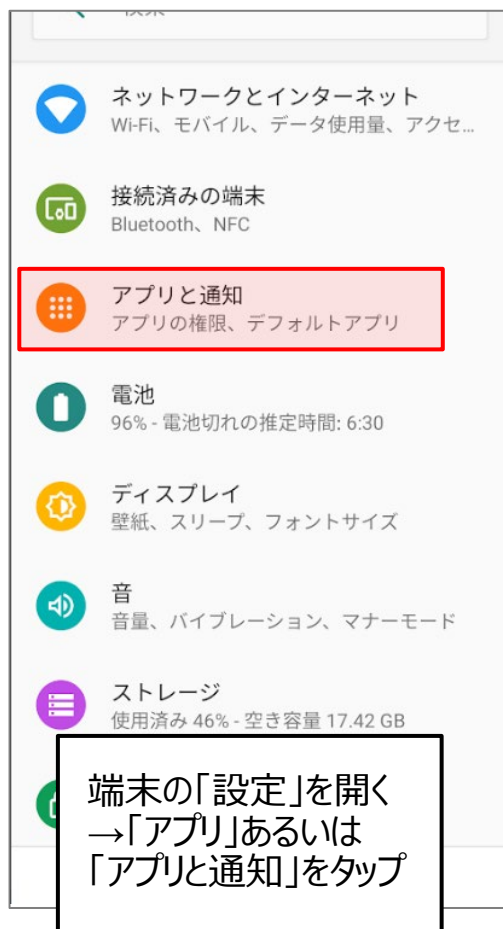 ネットワークとインターネット
Wi-Fi、モバイル、データ使用量、アクセ...
接続済みの端末
Bluetooth、NFC
アプリと通知
アプリの権限、デフォルトアプリ
電池
96% - 電池切れの推定時間: 6:30
ディスプレイ
壁紙、スリープ、フォントサイズ
音
音量、バイブレーション、マナーモード
ストレージ
使用済み 46% - 空き容量 17.42 GB
端末の「設定」を開く
→「アプリ」あるいは
「アプリと通知」をタップ